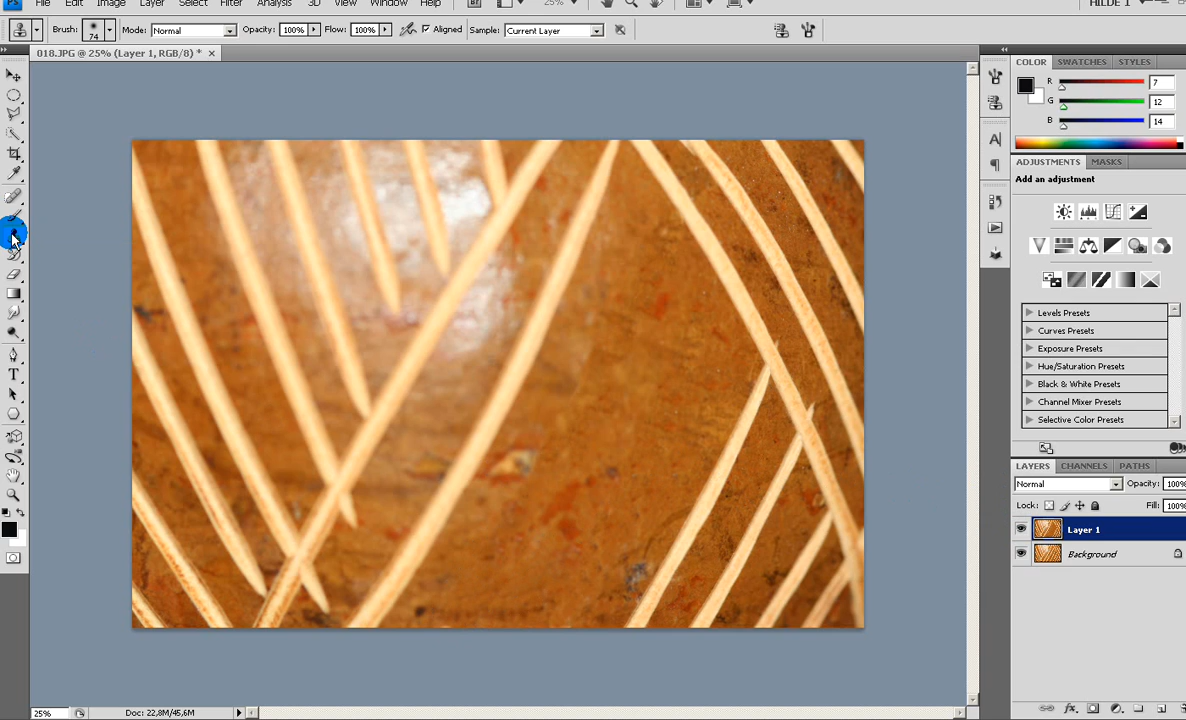 Ps File Edit Image Layer Select Filter Analysis 3D View Window Help Br 25% HILDE 1
Brush: 74 Mode: Normal Opacity: 100% Flow: 100% Aligned Sample: Current Layer
018.JPG @ 25% (Layer 1, RGB/8) * ×
COLOR SWATCHES STYLES
R 7
G 12
B 14
ADJUSTMENTS MASKS
Add an adjustment
Levels Presets
Curves Presets
Exposure Presets
Hue/Saturation Presets
Black & White Presets
Channel Mixer Presets
Selective Color Presets
LAYERS CHANNELS PATHS
Normal Opacity: 100%
Lock: Fill: 100%
Layer 1
Background
25% Doc: 22,8M/45,6M